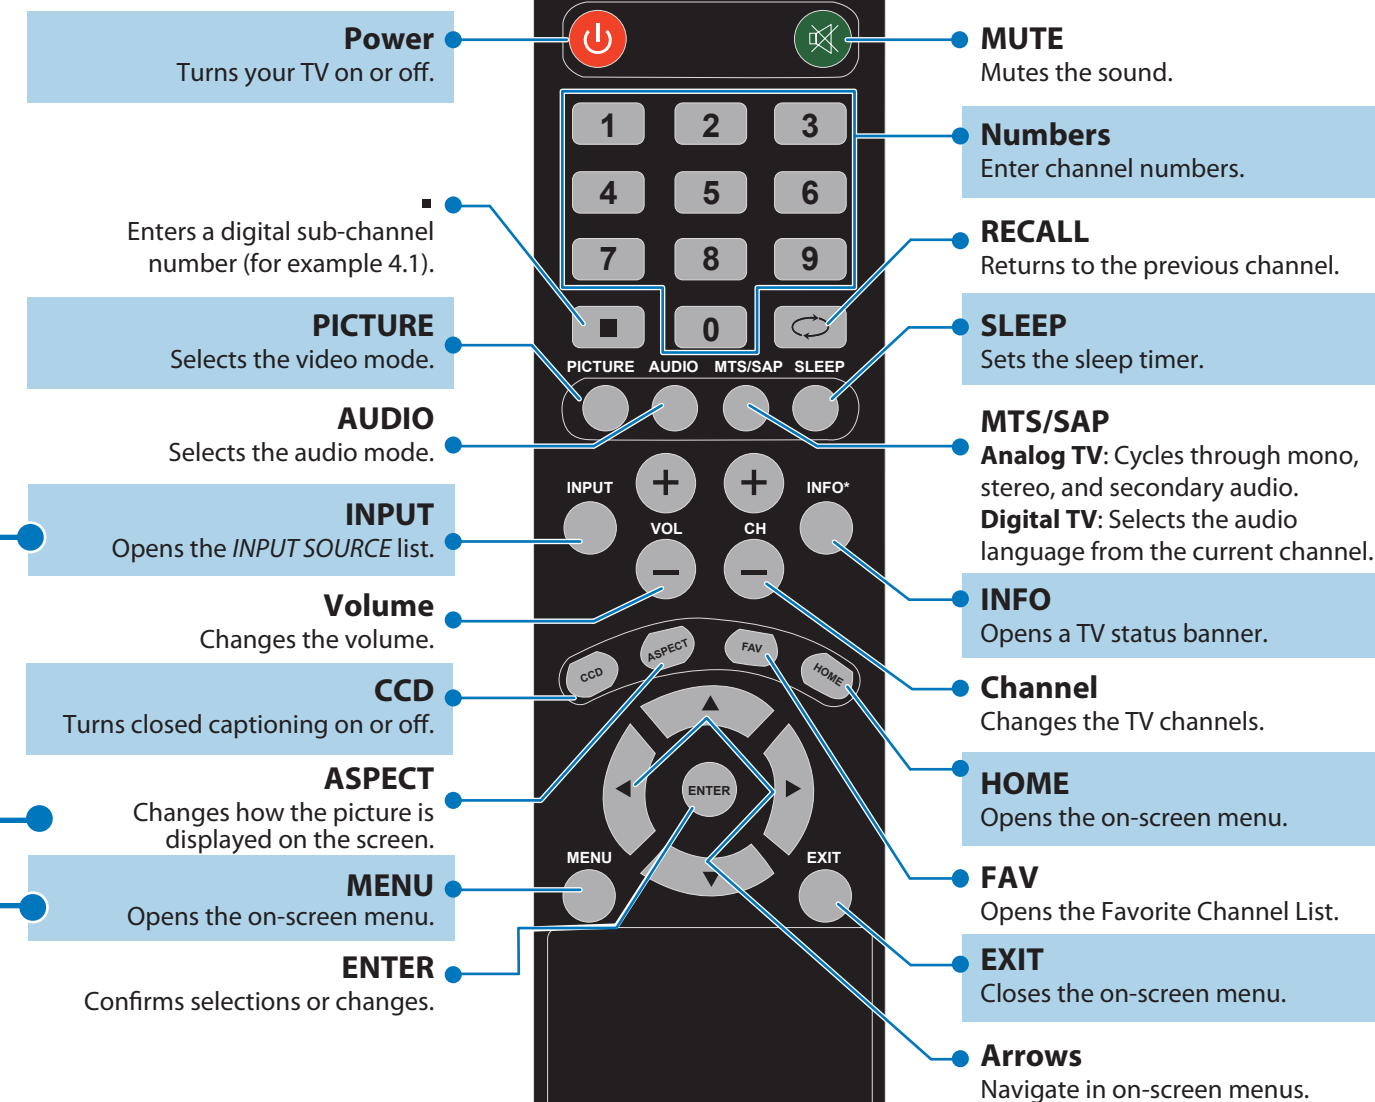 Power
Turns your TV on or off.
■
Enters a digital sub-channel
number (for example 4.1).
PICTURE
Selects the video mode.
AUDIO
Selects the audio mode.
INPUT
Opens the INPUT SOURCE list.
Volume
Changes the volume.
CCD
Turns closed captioning on or off.
ASPECT
Changes how the picture is
displayed on the screen.
MENU
Opens the on-screen menu.
ENTER
Confirms selections or changes.
1 2 3
4 5 6
7 8 9
■ 0
PICTURE AUDIO MTS/SAP SLEEP
INPUT + + INFO*
VOL CH
– –
CCD ASPECT FAV HOME
ENTER
MENU EXIT
MUTE
Mutes the sound.
Numbers
Enter channel numbers.
RECALL
Returns to the previous channel.
SLEEP
Sets the sleep timer.
MTS/SAP
Analog TV: Cycles through mono,
stereo, and secondary audio.
Digital TV: Selects the audio
language from the current channel.
INFO
Opens a TV status banner.
Channel
Changes the TV channels.
HOME
Opens the on-screen menu.
FAV
Opens the Favorite Channel List.
EXIT
Closes the on-screen menu.
Arrows
Navigate in on-screen menus.